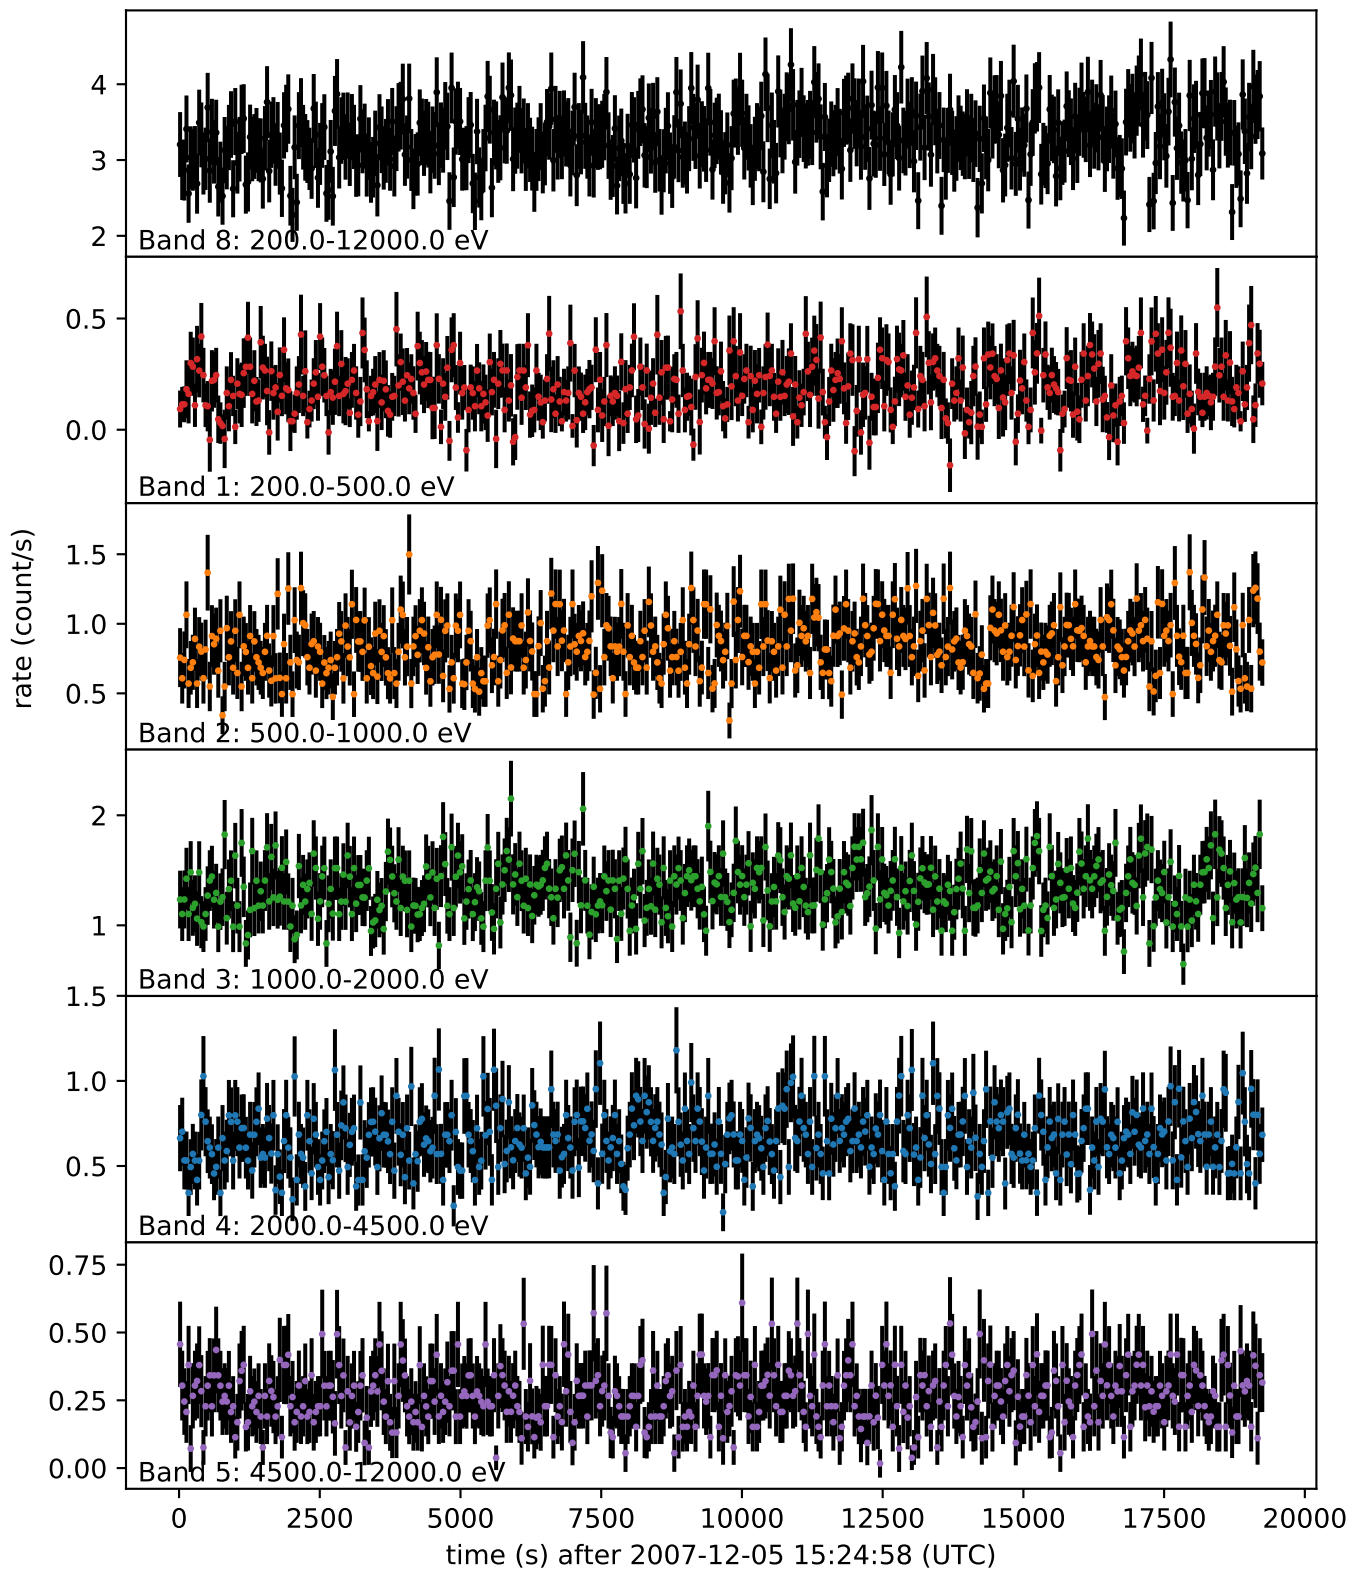 4
3
2
Band 8: 200.0-12000.0 eV
0.5
0.0
Band 1: 200.0-500.0 eV
rate (count/s)
1.5
1.0
0.5
Band 2: 500.0-1000.0 eV
2
1
Band 3: 1000.0-2000.0 eV
1.5
1.0
0.5
Band 4: 2000.0-4500.0 eV
0.75
0.50
0.25
0.00
Band 5: 4500.0-12000.0 eV
0 2500 5000 7500 10000 12500 15000 17500 20000
time (s) after 2007-12-05 15:24:58 (UTC)